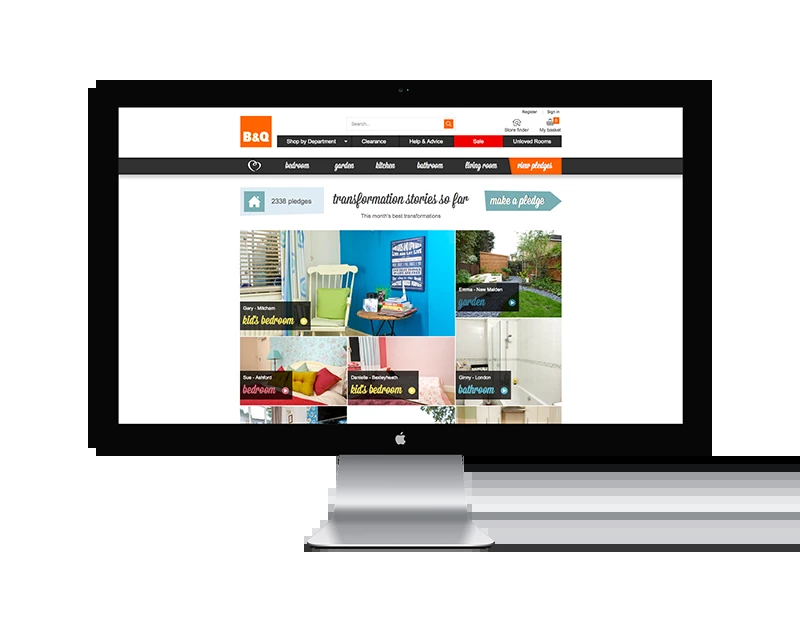 Register
Sign in
B&Q
Search...
Store finder
My basket
Shop by Department
Clearance
Help & Advice
Sale
Unloved Rooms
bedroom
garden
kitchen
bathroom
living room
view pledges
2338 pledges
transformation stories so far
make a pledge
This month's best transformations
Gary - Mitcham
kid's bedroom
Emma - New Malden
garden
Sue - Ashford
bedroom
Danielle - Bexleyheath
kid's bedroom
Ginny - London
bathroom